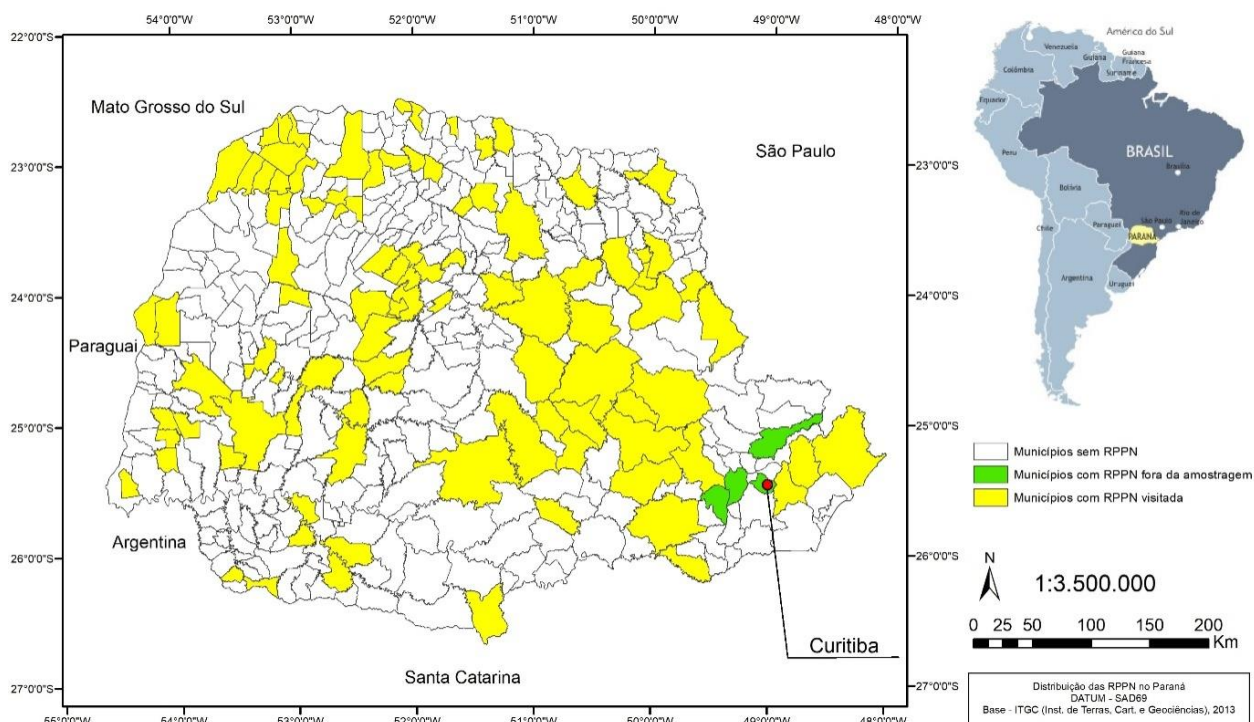 54°0'0"W 53°0'0"W 52°0'0"W 51°0'0"W 50°0'0"W 49°0'0"W 48°0'0"W
22°0'0"S
Mato Grosso do Sul
São Paulo
23°0'0"S
23°0'0"S
24°0'0"S
24°0'0"S
Paraguai
25°0'0"S
25°0'0"S
Argentina
26°0'0"S
26°0'0"S
Curitiba
Santa Catarina
27°0'0"S
27°0'0"S
55°0'0"W 54°0'0"W 53°0'0"W 52°0'0"W 51°0'0"W 50°0'0"W 49°0'0"W 48°0'0"W
América do Sul
Venezuela
Guiana
Guiana
Francesa
Suriname
Colômbia
Equador
Peru
BRASIL
Brasília
Bolívia
Paraguai
São Paulo
Rio de
Janeiro
PARANÁ
Chile
Argentina
Uruguai
Municípios sem RPPN
Municípios com RPPN fora da amostragem
Municípios com RPPN visitada
N
1:3.500.000
0 25 50 100 150 200
Km
Distribuição das RPPN no Paraná
DATUM - SAD69
Base - ITGC (Inst. de Terras, Cart. e Geociências), 2013